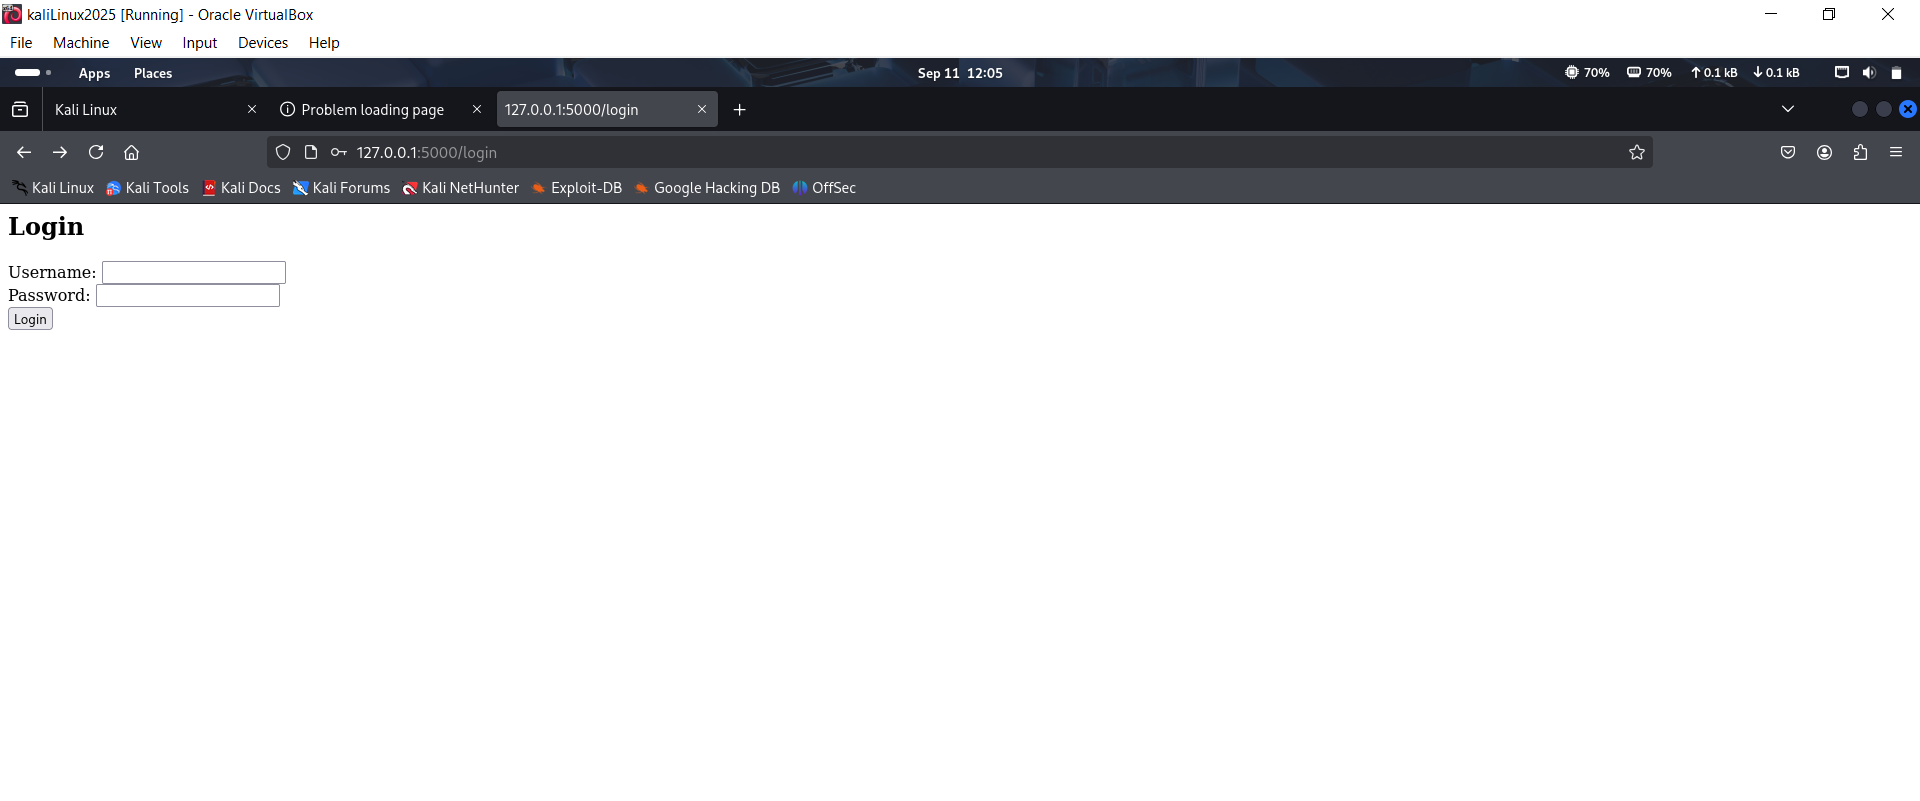 kaliLinux2025 [Running] - Oracle VirtualBox
File Machine View Input Devices Help
Apps Places Sep 11 12:05 70% 70% 0.1 kB 0.1 kB
Kali Linux Problem loading page 127.0.0.1:5000/login
127.0.0.1:5000/login
Kali Linux Kali Tools Kali Docs Kali Forums Kali NetHunter Exploit-DB Google Hacking DB OffSec
Login
Username:
Password:
Login